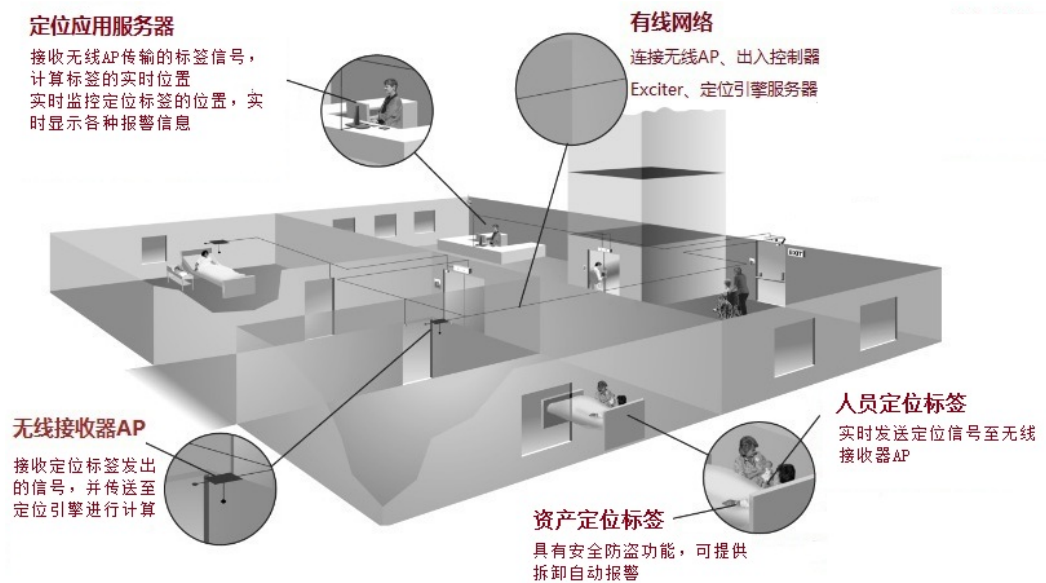 定位应用服务器
接收无线AP传输的标签信号，
计算标签的实时位置
实时监控定位标签的位置，实
时显示各种报警信息
有线网络
连接无线AP、出入控制器
Exciter、定位引擎服务器
EXIT
无线接收器AP
接收定位标签发出
的信号，并传送至
定位引擎进行计算
人员定位标签
实时发送定位信号至无线
接收器AP
资产定位标签
具有安全防盗功能，可提供
拆卸自动报警